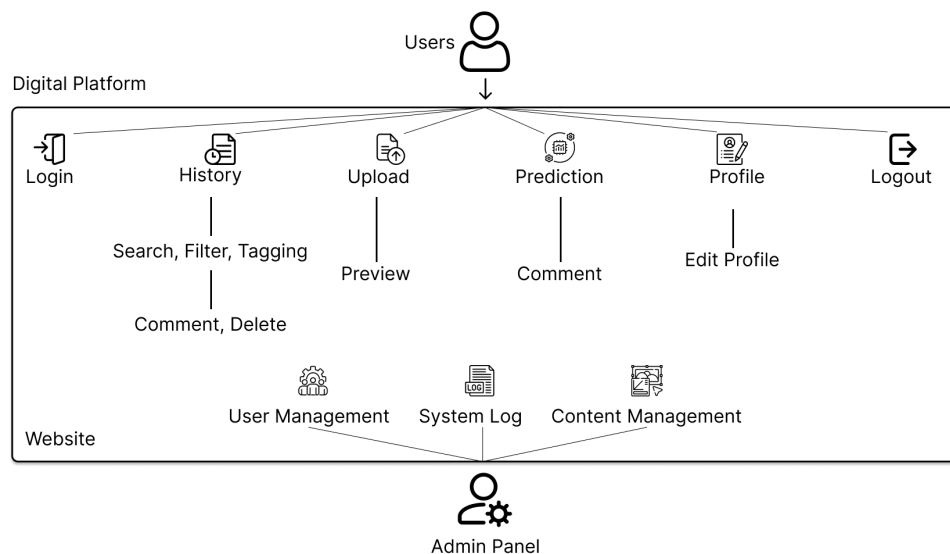 Users
Digital Platform
Login
History
Upload
Prediction
Profile
Logout
Search, Filter, Tagging
Preview
Comment
Edit Profile
Comment, Delete
LOG
User Management
System Log
Content Management
Website
Admin Panel